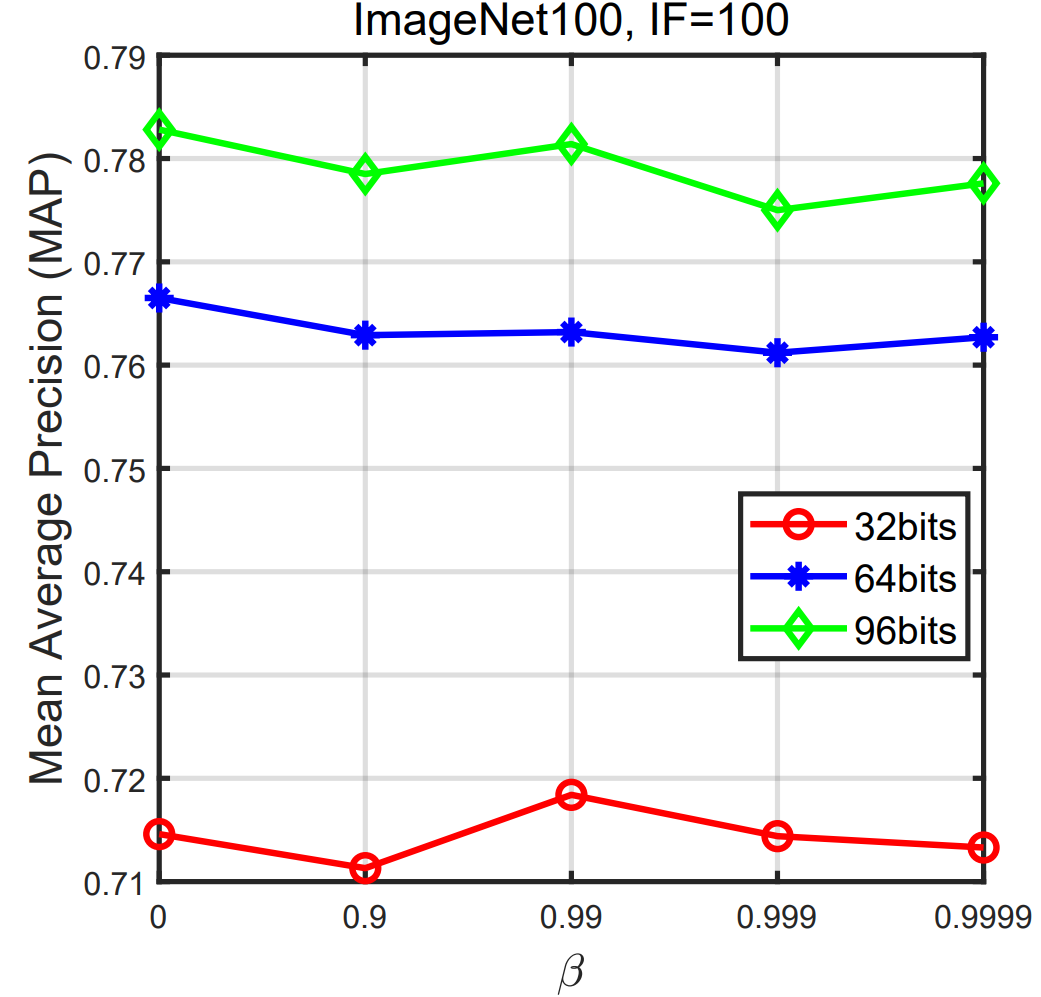 ImageNet100, IF=100
Mean Average Precision (MAP)
0.79
0.78
0.77
0.76
0.75
0.74
0.73
0.72
0.71
32bits
64bits
96bits
0 0.9 0.99 0.999 0.9999
β